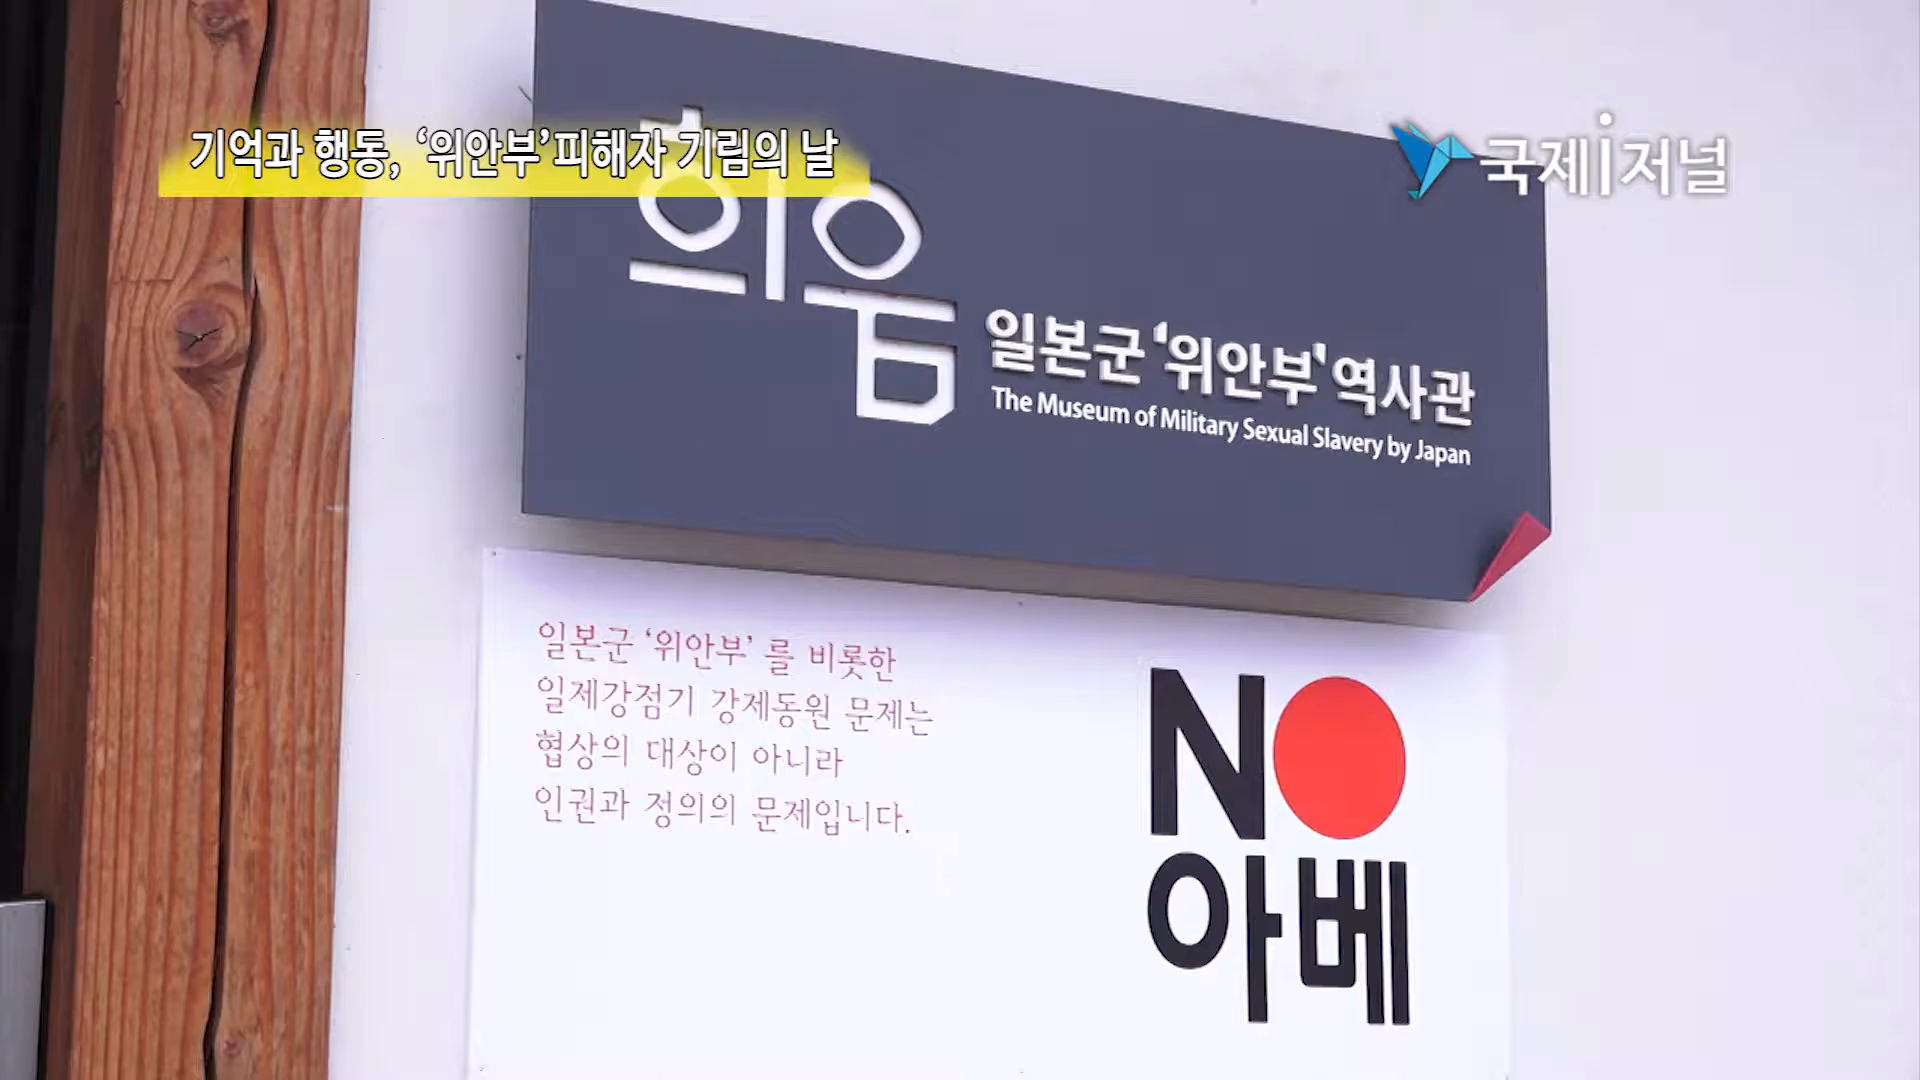 기억과 행동, ‘위안부’피해자 기림의 날
국제i저널
희움
일본군 ‘위안부’ 역사관
The Museum of Military Sexual Slavery by Japan
일본군 ‘위안부’ 를 비롯한
일제강점기 강제동원 문제는
협상의 대상이 아니라
인권과 정의의 문제입니다.
NO
아베